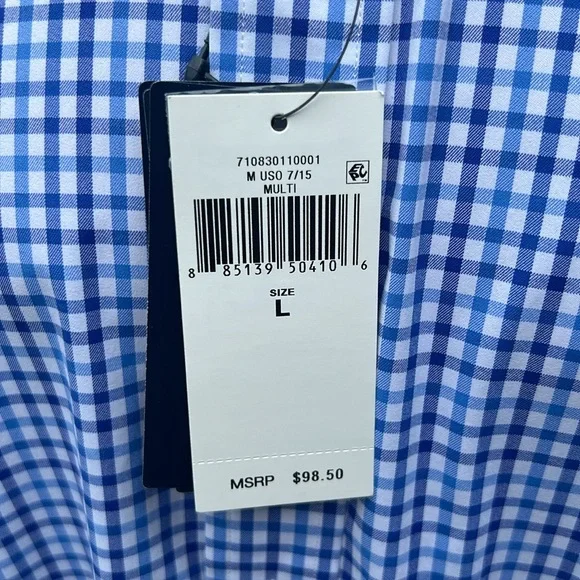 710830110001
M USO 7/15
MULTI
8 85139 50410 6
SIZE
L
MSRP $98.50